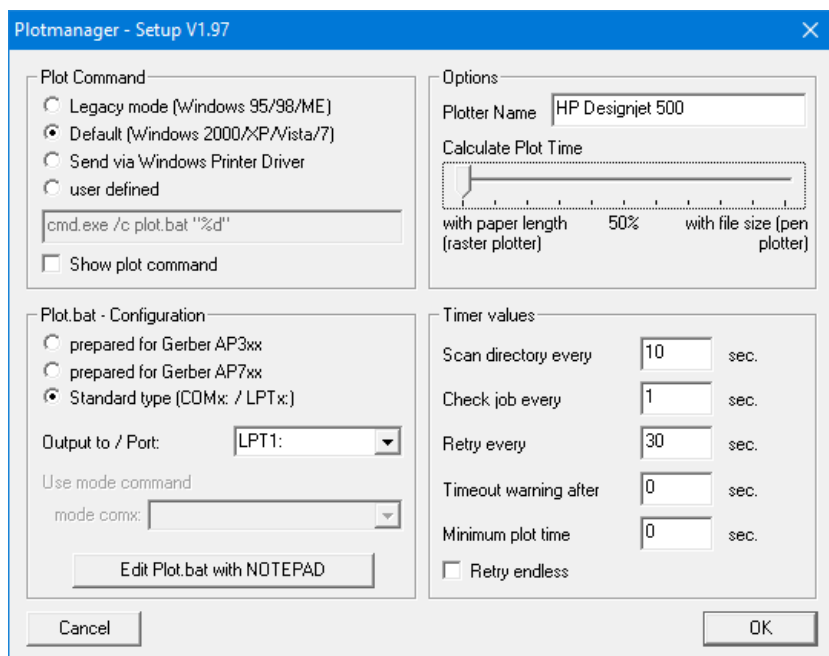 Plotmanager - Setup V1.97
Plot Command
Legacy mode (Windows 95/98/ME)
Default (Windows 2000/XP/Vista/7)
Send via Windows Printer Driver
user defined
cmd.exe /c plot.bat "%d"
Show plot command
Options
Plotter Name HP Designjet 500
Calculate Plot Time
with paper length 50% with file size (pen
(raster plotter) plotter)
Plot.bat - Configuration
prepared for Gerber AP3xx
prepared for Gerber AP7xx
Standard type (COMx: / LPTx:)
Output to / Port: LPT1:
Use mode command
mode comx:
Edit Plot.bat with NOTEPAD
Timer values
Scan directory every 10 sec.
Check job every 1 sec.
Retry every 30 sec.
Timeout warning after 0 sec.
Minimum plot time 0 sec.
Retry endless
Cancel
OK